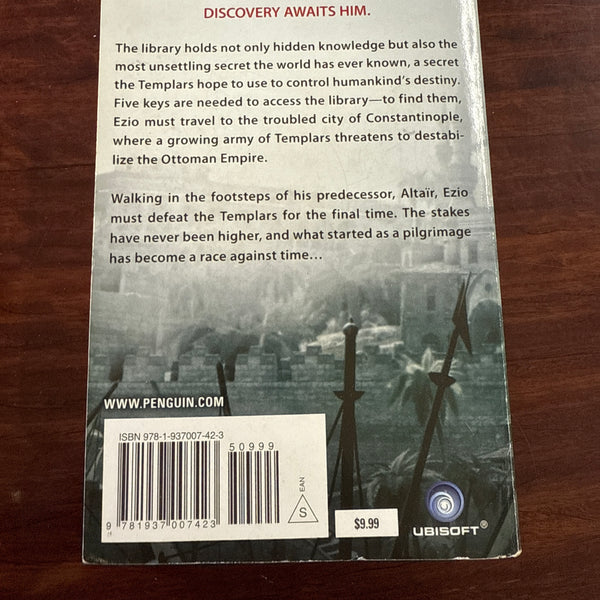 DISCOVERY AWAITS HIM.
The library holds not only hidden knowledge but also the
most unsettling secret the world has ever known, a secret
the Templars hope to use to control humankind's destiny.
Five keys are needed to access the library—to find them,
Ezio must travel to the troubled city of Constantinople,
where a growing army of Templars threatens to destabi-
lize the Ottoman Empire.
Walking in the footsteps of his predecessor, Altaïr, Ezio
must defeat the Templars for the final time. The stakes
have never been higher, and what started as a pilgrimage
has become a race against time...
WWW.PENGUIN.COM
ISBN 978-1-937007-42-3
50999
9 781937 007423
EAN
S
$9.99
UBISOFT®